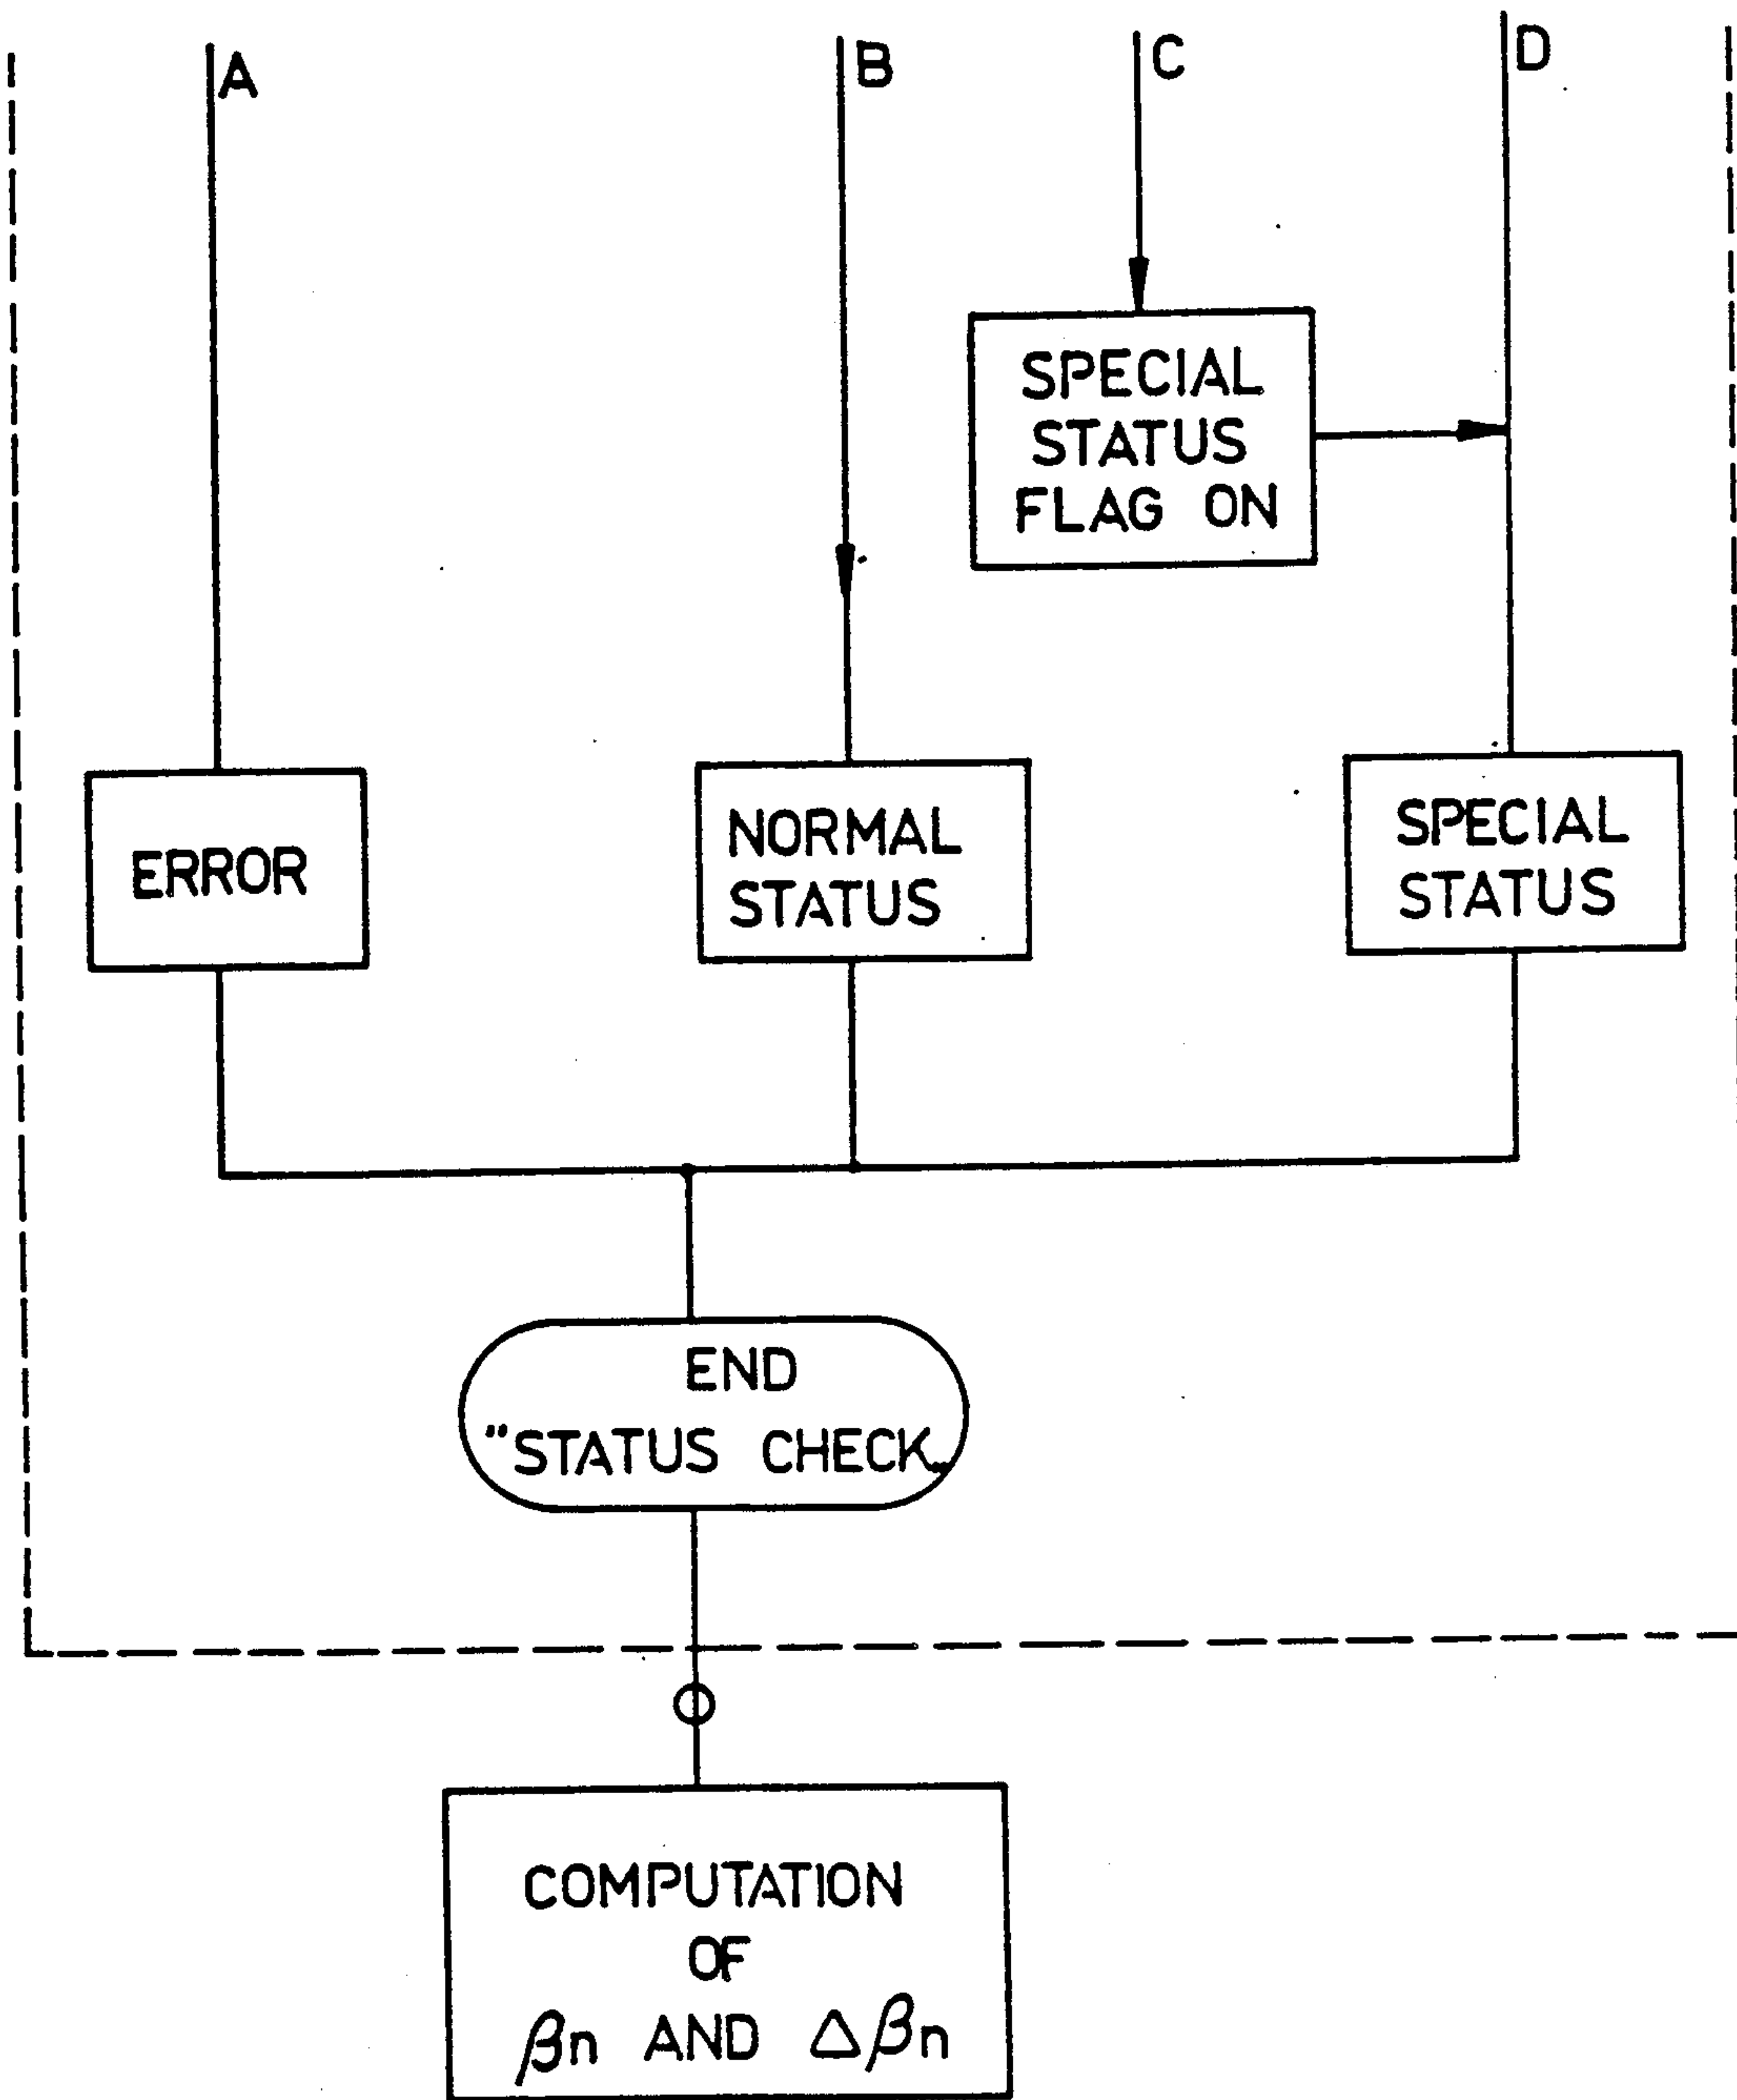 A
B
C
D
SPECIAL
STATUS
FLAG ON
ERROR
NORMAL
STATUS
SPECIAL
STATUS
END
"STATUS CHECK„
COMPUTATION
OF
βn AND Δβn